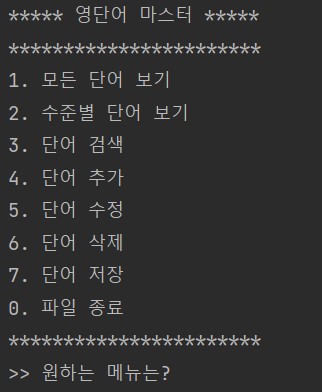 ***** 영단어 마스터 *****
***********************
1. 모든 단어 보기
2. 수준별 단어 보기
3. 단어 검색
4. 단어 추가
5. 단어 수정
6. 단어 삭제
7. 단어 저장
0. 파일 종료
***********************
>> 원하는 메뉴는?